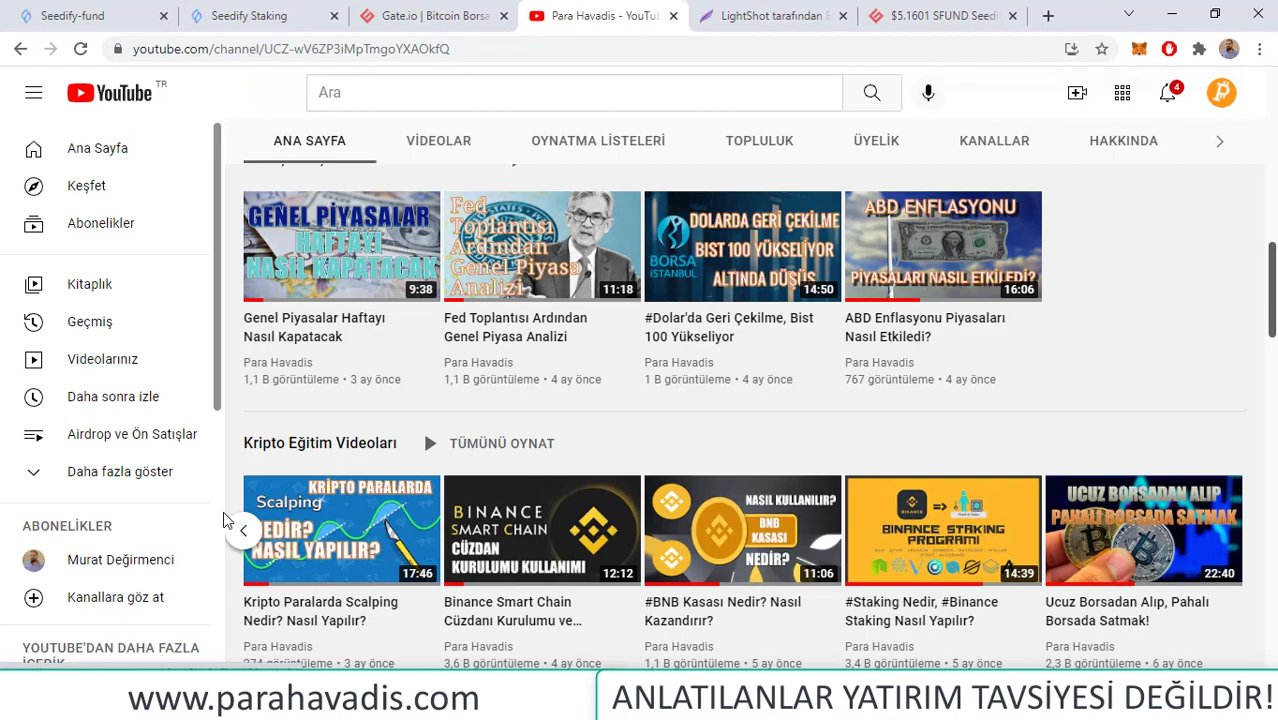 Seedify-fund
Seedify Staking
Gate.io | Bitcoin Borsa
Para Havadis - YouTu
LightShot tarafından
$5.1601 SFUND Seedi
youtube.com/channel/UCZ-wV6ZP3iMpTmgoYXAOkfQ
YouTube TR
Ara
4
ANA SAYFA
VİDEOLAR
OYNATMA LİSTELERİ
TOPLULUK
ÜYELİK
KANALLAR
HAKKINDA
Ana Sayfa
Keşfet
Abonelikler
Kitaplık
Geçmiş
Videolarınız
Daha sonra izle
Airdrop ve Ön Satışlar
Daha fazla göster
ABONELİKLER
Murat Değirmenci
Kanallara göz at
YOUTUBE'DAN DAHA FAZLA
İÇERİK
GENEL PİYASALAR
HAFTAYI
NASIL KAPATACAK
9:38
Genel Piyasalar Haftayı
Nasıl Kapatacak
Para Havadis
1,1 B görüntüleme • 3 ay önce
Fed
Toplantısı
Ardından
Genel Piyasa
Analizi
11:18
Fed Toplantısı Ardından
Genel Piyasa Analizi
Para Havadis
1,1 B görüntüleme • 4 ay önce
DOLARDA GERİ ÇEKİLME
BIST 100 YÜKSELİYOR
ALTINDA DÜŞÜŞ
BORSA
İSTANBUL
14:50
#Dolar'da Geri Çekilme, Bist
100 Yükseliyor
Para Havadis
1 B görüntüleme • 4 ay önce
ABD ENFLASYONU
PİYASALARI NASIL ETKİLEDİ?
16:06
ABD Enflasyonu Piyasaları
Nasıl Etkiledi?
Para Havadis
767 görüntüleme • 4 ay önce
Kripto Eğitim Videoları
TÜMÜNÜ OYNAT
KRİPTO PARALARDA
Scalping
NEDİR?
NASIL YAPILIR?
17:46
Kripto Paralarda Scalping
Nedir? Nasıl Yapılır?
Para Havadis
274 görüntüleme • 3 ay önce
BINANCE
SMART CHAIN
CÜZDAN
KURULUMU KULLANIMI
12:12
Binance Smart Chain
Cüzdanı Kurulumu ve...
Para Havadis
3,6 B görüntüleme • 4 ay önce
NASIL KULLANILIR?
BNB
KASASI
NEDİR?
11:06
#BNB Kasası Nedir? Nasıl
Kazandırır?
Para Havadis
1,1 B görüntüleme • 5 ay önce
BINANCE STAKING
PROGRAMI
14:39
#Staking Nedir, #Binance
Staking Nasıl Yapılır?
Para Havadis
3,4 B görüntüleme • 5 ay önce
UCUZ BORSADAN ALIP
PAHALI BORSADA SATMAK
22:40
Ucuz Borsadan Alıp, Pahalı
Borsada Satmak!
Para Havadis
2,3 B görüntüleme • 6 ay önce
www.parahavadis.com
ANLATILANLAR YATIRIM TAVSİYESİ DEĞİLDİR!